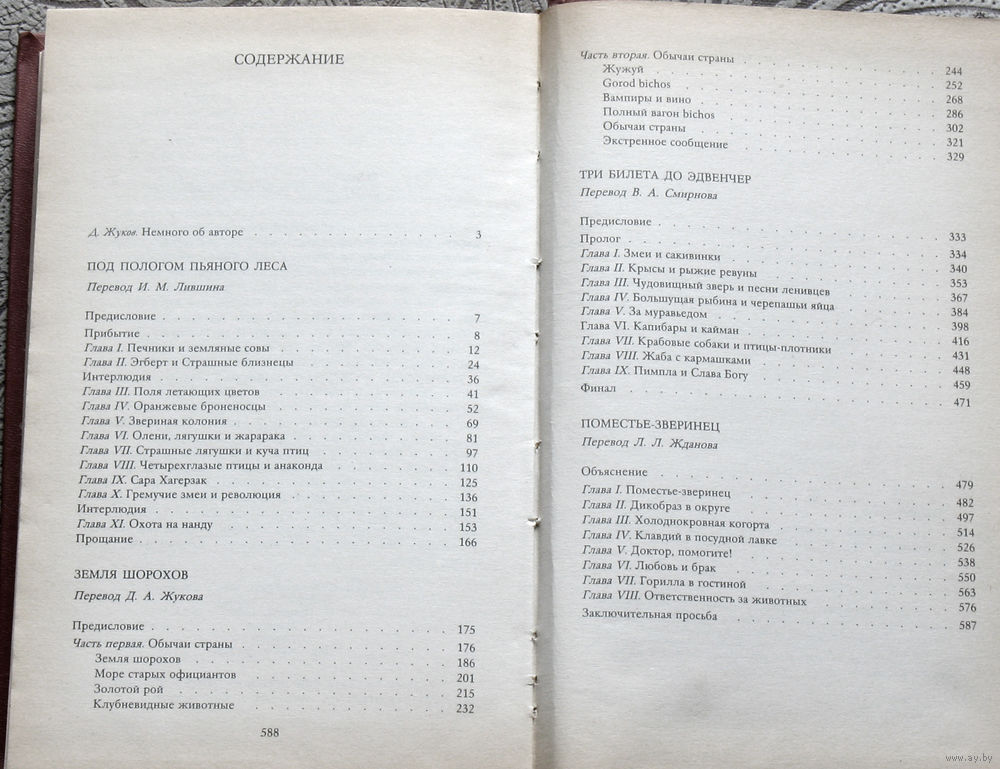 СОДЕРЖАНИЕ
Д. Жуков. Немного об авторе 3
ПОД ПОЛОГОМ ПЬЯНОГО ЛЕСА
Перевод И. М. Лившина
Предисловие 7
Прибытие 8
Глава I. Печники и земляные совы 12
Глава II. Эгберт и Страшные близнецы 24
Интерлюдия 36
Глава III. Поля летающих цветов 41
Глава IV. Оранжевые броненосцы 52
Глава V. Звериная колония 69
Глава VI. Олени, лягушки и жарарака 81
Глава VII. Страшные лягушки и куча птиц 97
Глава VIII. Четырехглазые птицы и анаконда 110
Глава IX. Сара Хагерзак 125
Глава X. Гремучие змеи и революция 136
Интерлюдия 151
Глава XI. Охота на нанду 153
Прощание 166
ЗЕМЛЯ ШОРОХОВ
Перевод Д. А. Жукова
Предисловие 175
Часть первая. Обычаи страны 176
Земля шорохов 186
Море старых официантов 201
Золотой рой 215
Клубневидные животные 232
588
Часть вторая. Обычаи страны 244
Жужуй 252
Gorod bichos 268
Вампиры и вино 286
Полный вагон bichos 302
Обычаи страны 321
Экстренное сообщение 329
ТРИ БИЛЕТА ДО ЭДВЕНЧЕР
Перевод В. А. Смирнова
Предисловие 333
Пролог 334
Глава I. Змеи и сакивинки 340
Глава II. Крысы и рыжие ревуны 353
Глава III. Чудовищный зверь и песни ленивцев 367
Глава IV. Большущая рыбина и черепашьи яйца 384
Глава V. За муравьедом 398
Глава VI. Капибары и кайман 416
Глава VII. Крабовые собаки и птицы-плотники 431
Глава VIII. Жаба с кармашками 448
Глава IX. Пимпла и Слава Богу 459
Финал 471
ПОМЕСТЬЕ-ЗВЕРИНЕЦ
Перевод Л. Л. Жданова
Объяснение 479
Глава I. Поместье-зверинец 482
Глава II. Дикобраз в округе 497
Глава III. Холоднокровная когорта 514
Глава IV. Клавдий в посудной лавке 526
Глава V. Доктор, помогите! 538
Глава VI. Любовь и брак 550
Глава VII. Горилла в гостиной 563
Глава VIII. Ответственность за животных 576
Заключительная просьба 587
www.ay.by